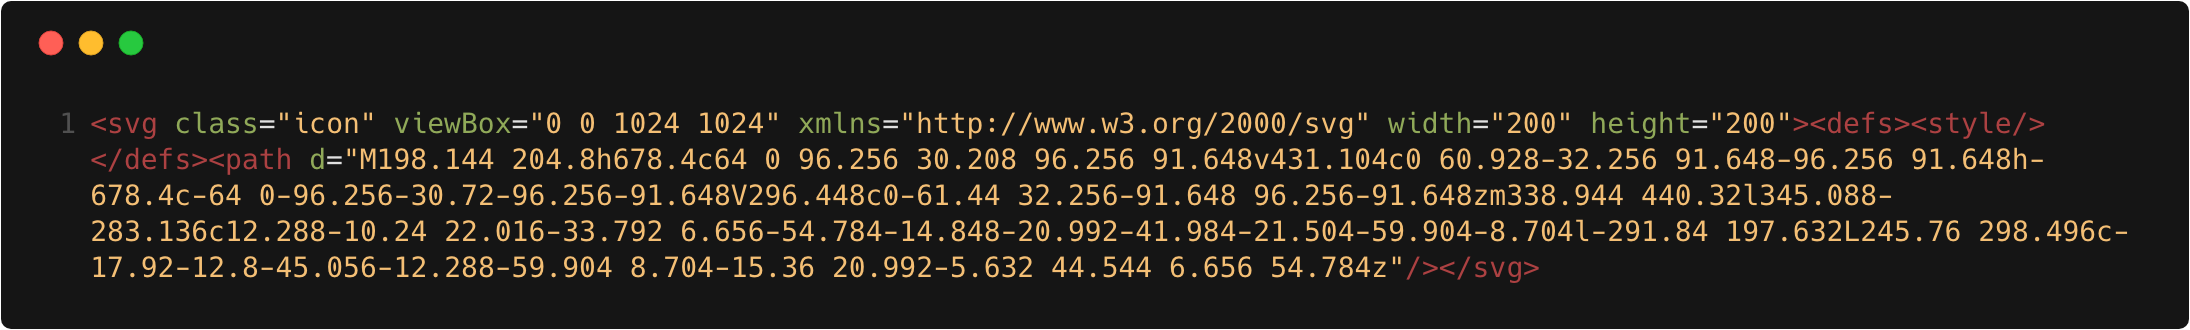 1 <svg class="icon" viewBox="0 0 1024 1024" xmlns="http://www.w3.org/2000/svg" width="200" height="200"><defs><style/>
</defs><path d="M198.144 204.8h678.4c64 0 96.256 30.208 96.256 91.648v431.104c0 60.928-32.256 91.648-96.256 91.648h-
678.4c-64 0-96.256-30.72-96.256-91.648V296.448c0-61.44 32.256-91.648 96.256-91.648zm338.944 440.32l345.088-
283.136c12.288-10.24 22.016-33.792 6.656-54.784-14.848-20.992-41.984-21.504-59.904-8.704l-291.84 197.632L245.76 298.496c-
17.92-12.8-45.056-12.288-59.904 8.704-15.36 20.992-5.632 44.544 6.656 54.784z"/></svg>